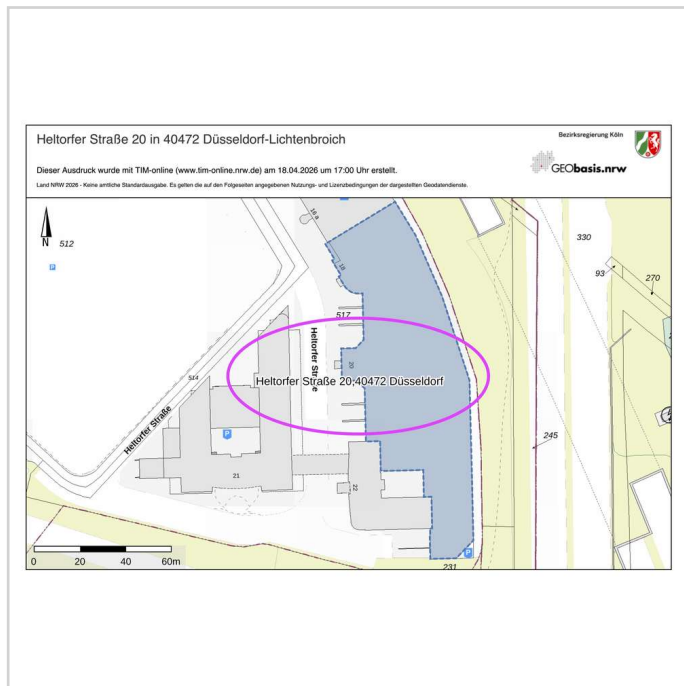 Heltorfer Straße 20 in 40472 Düsseldorf-Lichtenbroich
Bezirksregierung Köln
GEObasis.nrw
Dieser Ausdruck wurde mit TIM-online (www.tim-online.nrw.de) am 18.04.2026 um 17:00 Uhr erstellt.
Land NRW 2026 - Keine amtliche Standardausgabe. Es gelten die auf den Folgeseiten angegebenen Nutzungs- und Lizenzbedingungen der dargestellten Geodatendienste.
N
512
P
16 a
18
330
93
270
517
Heltorfer Straße
20
514
Heltorfer Straße 20,40472 Düsseldorf
Heltorfer Straße
P
245
21
22
P
231
0 20 40 60m